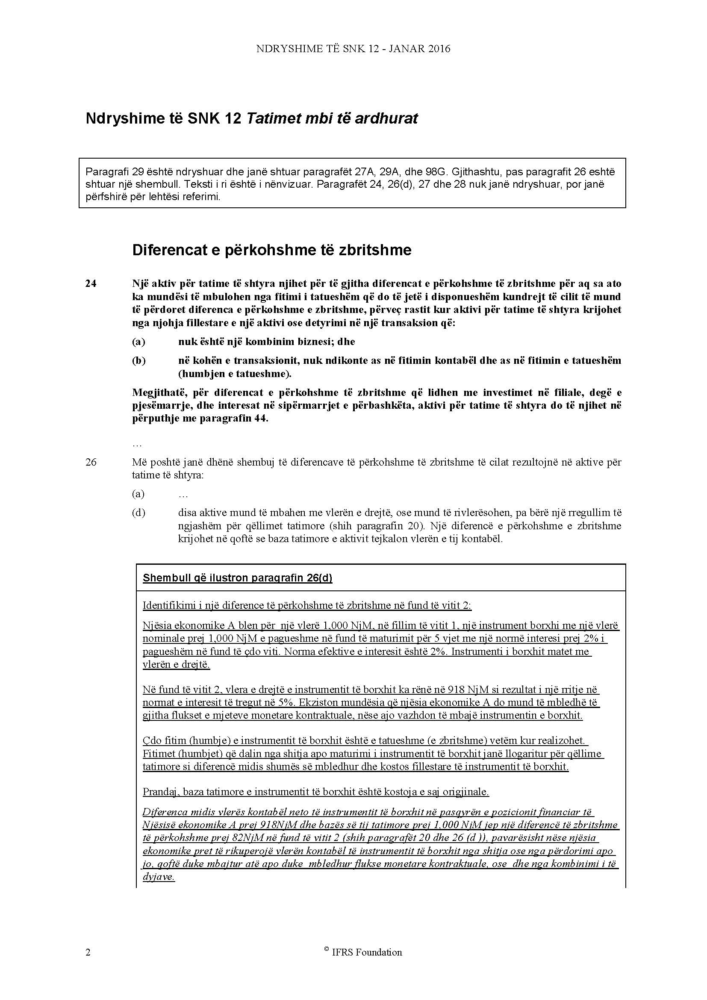 NDRYSHIME TË SNK 12 - JANAR 2016
Ndryshime të SNK 12 Tatimet mbi të ardhurat
Paragrafi 29 është ndryshuar dhe janë shtuar paragrafët 27A, 29A, dhe 98G. Gjithashtu, pas paragrafit 26 eshtë
shtuar një shembull. Teksti i ri është i nënvizuar. Paragrafët 24, 26(d), 27 dhe 28 nuk janë ndryshuar, por janë
përfshirë për lehtësi referimi.
Diferencat e përkohshme të zbritshme
24 Një aktiv për tatime të shtyra njihet për të gjitha diferencat e përkohshme të zbritshme për aq sa ato
ka mundësi të mbulohen nga fitimi i tatueshëm që do të jetë i disponueshëm kundrejt të cilit të mund
të përdoret diferenca e përkohshme e zbritshme, përveç rastit kur aktivi për tatime të shtyra krijohet
nga njohja fillestare e një aktivi ose detyrimi në një transaksion që:
(a) nuk është një kombinim biznesi; dhe
(b) në kohën e transaksionit, nuk ndikonte as në fitimin kontabël dhe as në fitimin e tatueshëm
(humbjen e tatueshme).
Megjithatë, për diferencat e përkohshme të zbritshme që lidhen me investimet në filiale, degë e
pjesëmarrje, dhe interesat në sipërmarrjet e përbashkëta, aktivi për tatime të shtyra do të njihet në
përputhje me paragrafin 44.
…
26 Më poshtë janë dhënë shembuj të diferencave të përkohshme të zbritshme të cilat rezultojnë në aktive për
tatime të shtyra:
(a) …
(d) disa aktive mund të mbahen me vlerën e drejtë, ose mund të rivlerësohen, pa bërë një rregullim të
ngjashëm për qëllimet tatimore (shih paragrafin 20). Një diferencë e përkohshme e zbritshme
krijohet në qoftë se baza tatimore e aktivit tejkalon vlerën e tij kontabël.
Shembull që ilustron paragrafin 26(d)
Identifikimi i një diference të përkohshme të zbritshme në fund të vitit 2:
Njësia ekonomike A blen për një vlerë 1,000 NjM, në fillim të vitit 1, një instrument borxhi me një vlerë
nominale prej 1,000 NjM e pagueshme në fund të maturimit për 5 vjet me një normë interesi prej 2% i
pagueshëm në fund të çdo viti. Norma efektive e interesit është 2%. Instrumenti i borxhit matet me
vlerën e drejtë.
Në fund të vitit 2, vlera e drejtë e instrumentit të borxhit ka rënë në 918 NjM si rezultat i një rritje në
normat e interesit të tregut në 5%. Ekziston mundësia që njësia ekonomike A do mund të mbledhë të
gjitha flukset e mjeteve monetare kontraktuale, nëse ajo vazhdon të mbajë instrumentin e borxhit.
Çdo fitim (humbje) e instrumentit të borxhit është e tatueshme (e zbritshme) vetëm kur realizohet.
Fitimet (humbjet) që dalin nga shitja apo maturimi i instrumentit të borxhit janë llogaritur për qëllime
tatimore si diferencë midis shumës së mbledhur dhe kostos fillestare të instrumentit të borxhit.
Prandaj, baza tatimore e instrumentit të borxhit është kostoja e saj origjinale.
Diferenca midis vlerës kontabël neto të instrumentit të borxhit në pasqyrën e pozicionit financiar të
Njësisë ekonomike A prej 918NjM dhe bazës së tij tatimore prej 1,000 NjM jep një diferencë të zbritshme
të përkohshme prej 82NjM në fund të vitit 2 (shih paragrafët 20 dhe 26 (d )), pavarësisht nëse njësia
ekonomike pret të rikuperojë vlerën kontabël të instrumentit të borxhit nga shitja ose nga përdorimi apo
jo, qoftë duke mbajtur atë apo duke mbledhur flukse monetare kontraktuale, ose dhe nga kombinimi i të
dyjave.
2 © IFRS Foundation